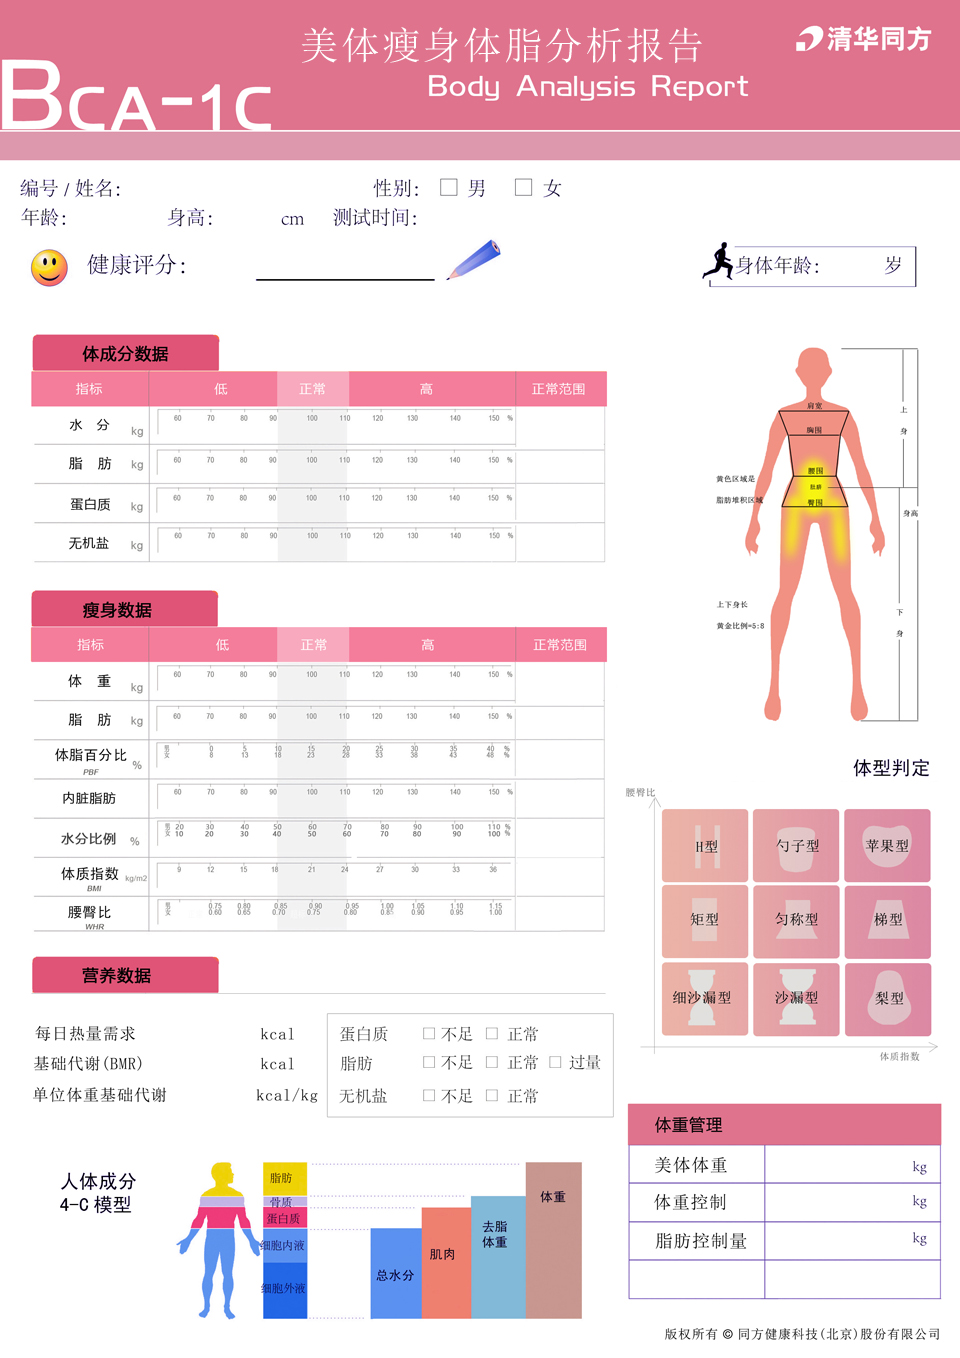 美体瘦身体脂分析报告
清华同方
BCA-1C
Body Analysis Report
编号 / 姓名： 性别： □ 男 □ 女
年龄： 身高： cm 测试时间：
健康评分：
身体年龄： 岁
体成分数据
指标 低 正常 高 正常范围
水 分 kg 60 70 80 90 100 110 120 130 140 150 %
脂 肪 kg 60 70 80 90 100 110 120 130 140 150 %
蛋白质 kg 60 70 80 90 100 110 120 130 140 150 %
无机盐 kg 60 70 80 90 100 110 120 130 140 150 %
瘦身数据
指标 低 正常 高 正常范围
体 重 kg 60 70 80 90 100 110 120 130 140 150 %
脂 肪 kg 60 70 80 90 100 110 120 130 140 150 %
体脂百分比 PBF %
男 0 5 10 15 20 25 30 35 40 %
女 8 13 18 23 28 33 38 43 48 %
内脏脂肪 60 70 80 90 100 110 120 130 140 150 %
水分比例 %
男 20 30 40 50 60 70 80 90 100 110 %
女 10 20 30 40 50 60 70 80 90 100 %
体质指数 BMI kg/m2 9 12 15 18 21 24 27 30 33 36
腰臀比 WHR
男 0.75 0.80 0.85 0.90 0.95 1.00 1.05 1.10 1.15
女 0.60 0.65 0.70 0.75 0.80 0.85 0.90 0.95 1.00
肩宽
胸围
腰围
肚脐
臀围
黄色区域是
脂肪堆积区域
上下身长
黄金比例=5:8
上身
身高
下身
体型判定
腰臀比
H型 勺子型 苹果型
矩型 匀称型 梯型
细沙漏型 沙漏型 梨型
体质指数
营养数据
每日热量需求 kcal
基础代谢(BMR) kcal
单位体重基础代谢 kcal/kg
蛋白质 □ 不足 □ 正常
脂肪 □ 不足 □ 正常 □ 过量
无机盐 □ 不足 □ 正常
人体成分
4-C 模型
脂肪
骨质
蛋白质
细胞内液
细胞外液
总水分
肌肉
去脂
体重
体重
体重管理
美体体重 kg
体重控制 kg
脂肪控制量 kg
版权所有 © 同方健康科技(北京)股份有限公司